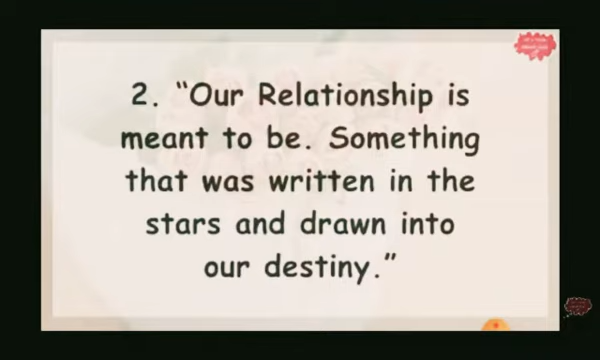 2. “Our Relationship is
meant to be. Something
that was written in the
stars and drawn into
our destiny.”